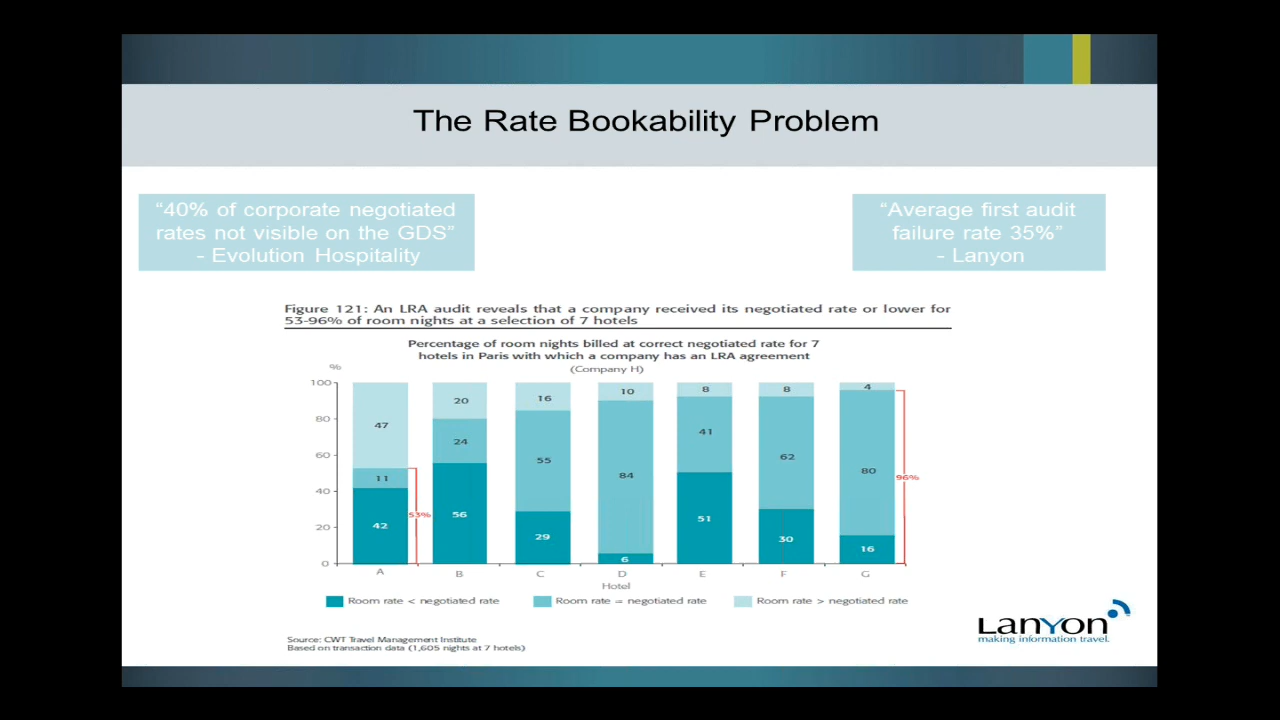 The Rate Bookability Problem
“40% of corporate negotiated
rates not visible on the GDS”
- Evolution Hospitality
“Average first audit
failure rate 35%”
- Lanyon
Figure 121: An LRA audit reveals that a company received its negotiated rate or lower for
53-96% of room nights at a selection of 7 hotels
Percentage of room nights billed at correct negotiated rate for 7
hotels in Paris with which a company has an LRA agreement
(Company H)
%
100
80
60
40
20
0
47
11
42
53%
20
24
56
16
55
29
10
84
6
8
41
51
8
62
30
4
80
16
96%
A B C D E F G
Hotel
Room rate < negotiated rate Room rate = negotiated rate Room rate > negotiated rate
Source: CWT Travel Management Institute
Based on transaction data (1,605 nights at 7 hotels)
Lanyon
making information travel.